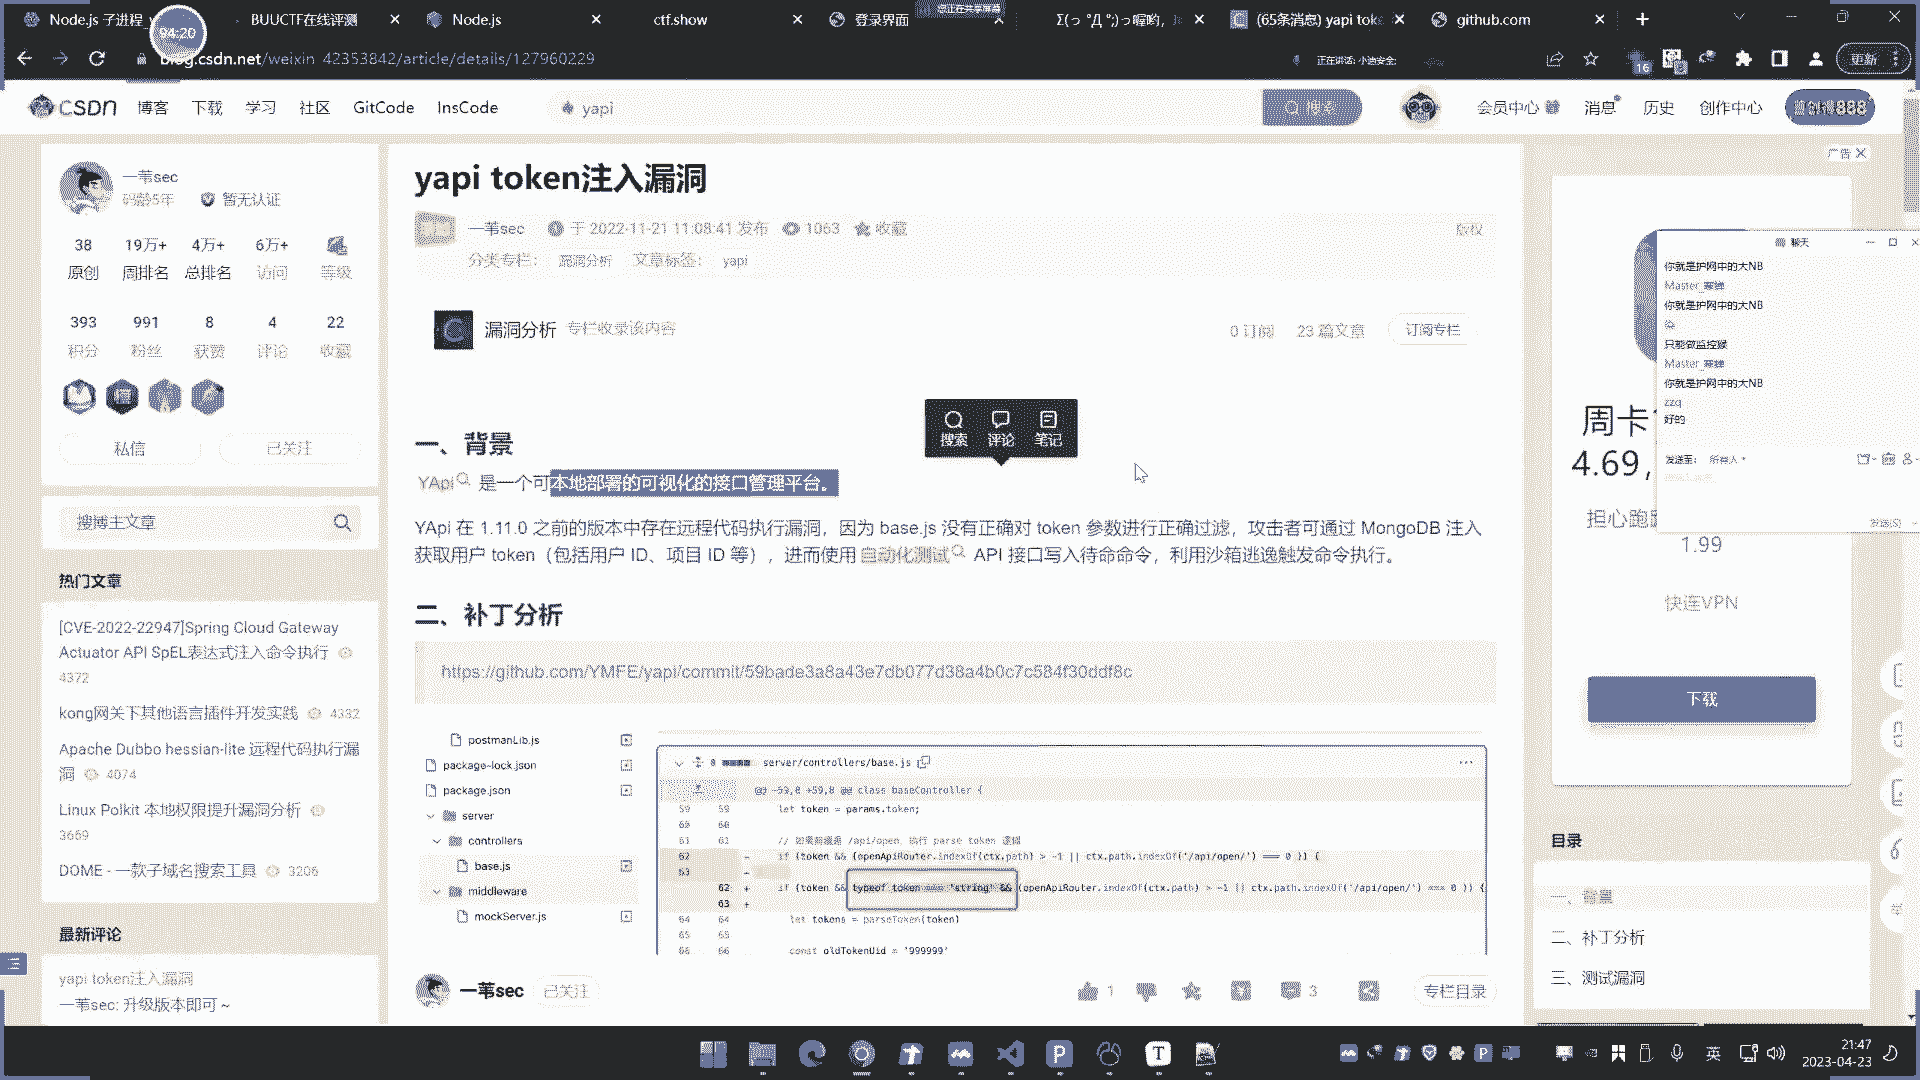 Node.js 子进程
BUUCTF在线评测
Node.js
ctf.show
登录界面
您正在共享屏幕
Σ(っ °Д °;)っ喔哟,
(65条消息) yapi tok
github.com
04:20
blog.csdn.net/weixin_42353842/article/details/127960229
正在讲话: 小迪安全;
16
更新
CSDN
博客
下载
学习
社区
GitCode
InsCode
yapi
搜索
会员中心
消息
历史
创作中心
一苇sec
码龄5年
暂无认证
38
19万+
4万+
6万+
原创
周排名
总排名
访问
等级
393
991
8
4
22
积分
粉丝
获赞
评论
收藏
私信
已关注
搜博主文章
热门文章
[CVE-2022-22947]Spring Cloud Gateway
Actuator API SpEL表达式注入命令执行
4372
kong网关下其他语言插件开发实践 4332
Apache Dubbo hessian-lite 远程代码执行漏
洞 4074
Linux Polkit 本地权限提升漏洞分析
3669
DOME - 一款子域名搜索工具 3206
最新评论
yapi token注入漏洞
一苇sec: 升级版本即可 ~
yapi token注入漏洞
一苇sec
于 2022-11-21 11:08:41 发布
1063
收藏
版权
分类专栏:
漏洞分析
文章标签:
yapi
漏洞分析
专栏收录该内容
0 订阅
23 篇文章
订阅专栏
搜索
评论
笔记
一、背景
YApi 是一个可本地部署的可视化的接口管理平台。
YApi 在 1.11.0 之前的版本中存在远程代码执行漏洞，因为 base.js 没有正确对 token 参数进行正确过滤，攻击者可通过 MongoDB 注入
获取用户 token（包括用户 ID、项目 ID 等），进而使用 自动化测试 API 接口写入待命命令，利用沙箱逃逸触发命令执行。
二、补丁分析
https://github.com/YMFE/yapi/commit/59bade3a8a43e7db077d38a4b0c7c584f30ddf8c
postmanLib.js
package-lock.json
package.json
server
controllers
base.js
middleware
mockServer.js
8
server/controllers/base.js
@@ -59,8 +59,8 @@ class baseController {
59 59 let token = params.token;
60 60
61 61 // 如果前缀是 /api/open, 执行 parse token 逻辑
62 - if (token && (openApiRouter.indexOf(ctx.path) > -1 || ctx.path.indexOf('/api/open/') === 0 )) {
63 -
62 + if (token && typeof token === 'string' && (openApiRouter.indexOf(ctx.path) > -1 || ctx.path.indexOf('/api/open/') === 0 )) {
63 +
64 64 let tokens = parseToken(token)
65 65
66 66 const oldTokenUid = '999999'
一苇sec
已关注
1
3
专栏目录
广告
周卡
4.69,
1.99
快连VPN
下载
聊天
你就是护网中的大NB
你就是护网中的大NB
只能做监控猴
你就是护网中的大NB
zzq
好的
发送至:
所有人
发送(S)
目录
一、背景
二、补丁分析
三、测试漏洞
英
21:47
2023-04-23